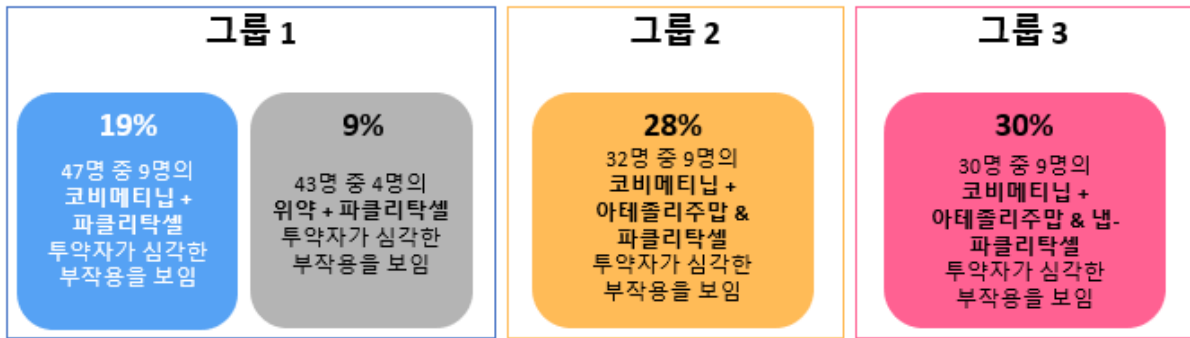 그룹 1
19%
47명 중 9명의
코비메티닙 +
파클리탁셀
투약자가 심각한
부작용을 보임
9%
43명 중 4명의
위약 + 파클리탁셀
투약자가 심각한
부작용을 보임
그룹 2
28%
32명 중 9명의
코비메티닙 +
아테졸리주맙 &
파클리탁셀
투약자가 심각한
부작용을 보임
그룹 3
30%
30명 중 9명의
코비메티닙 +
아테졸리주맙 & 냅-
파클리탁셀
투약자가 심각한
부작용을 보임